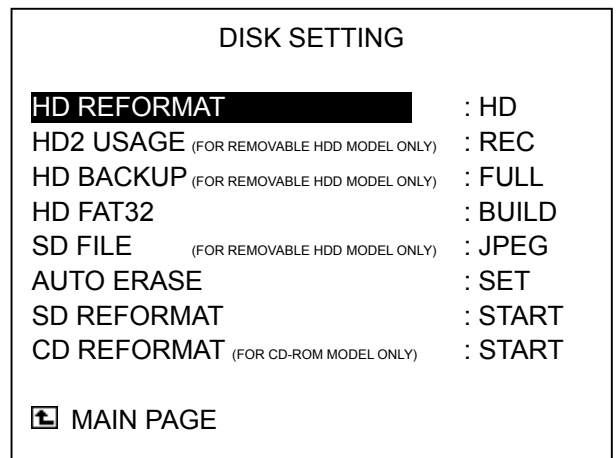 DISK SETTING
HD REFORMAT : HD
HD2 USAGE (FOR REMOVABLE HDD MODEL ONLY) : REC
HD BACKUP (FOR REMOVABLE HDD MODEL ONLY) : FULL
HD FAT32 : BUILD
SD FILE (FOR REMOVABLE HDD MODEL ONLY) : JPEG
AUTO ERASE : SET
SD REFORMAT : START
CD REFORMAT (FOR CD-ROM MODEL ONLY) : START
MAIN PAGE